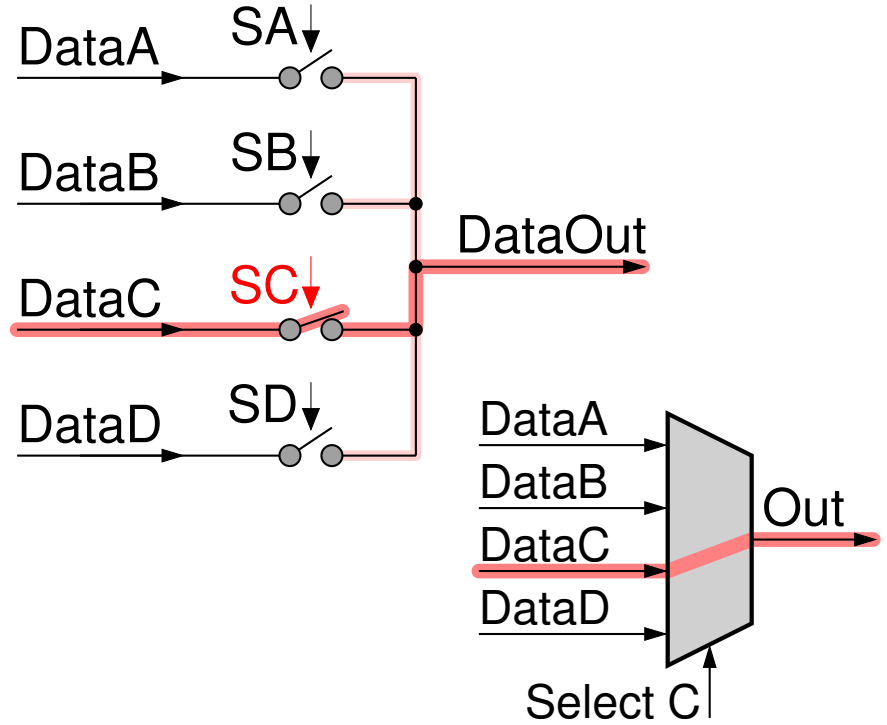 SA
DataA
SB
DataB
DataOut
SC
DataC
SD
DataD
DataA
DataB
Out
DataC
DataD
Select C